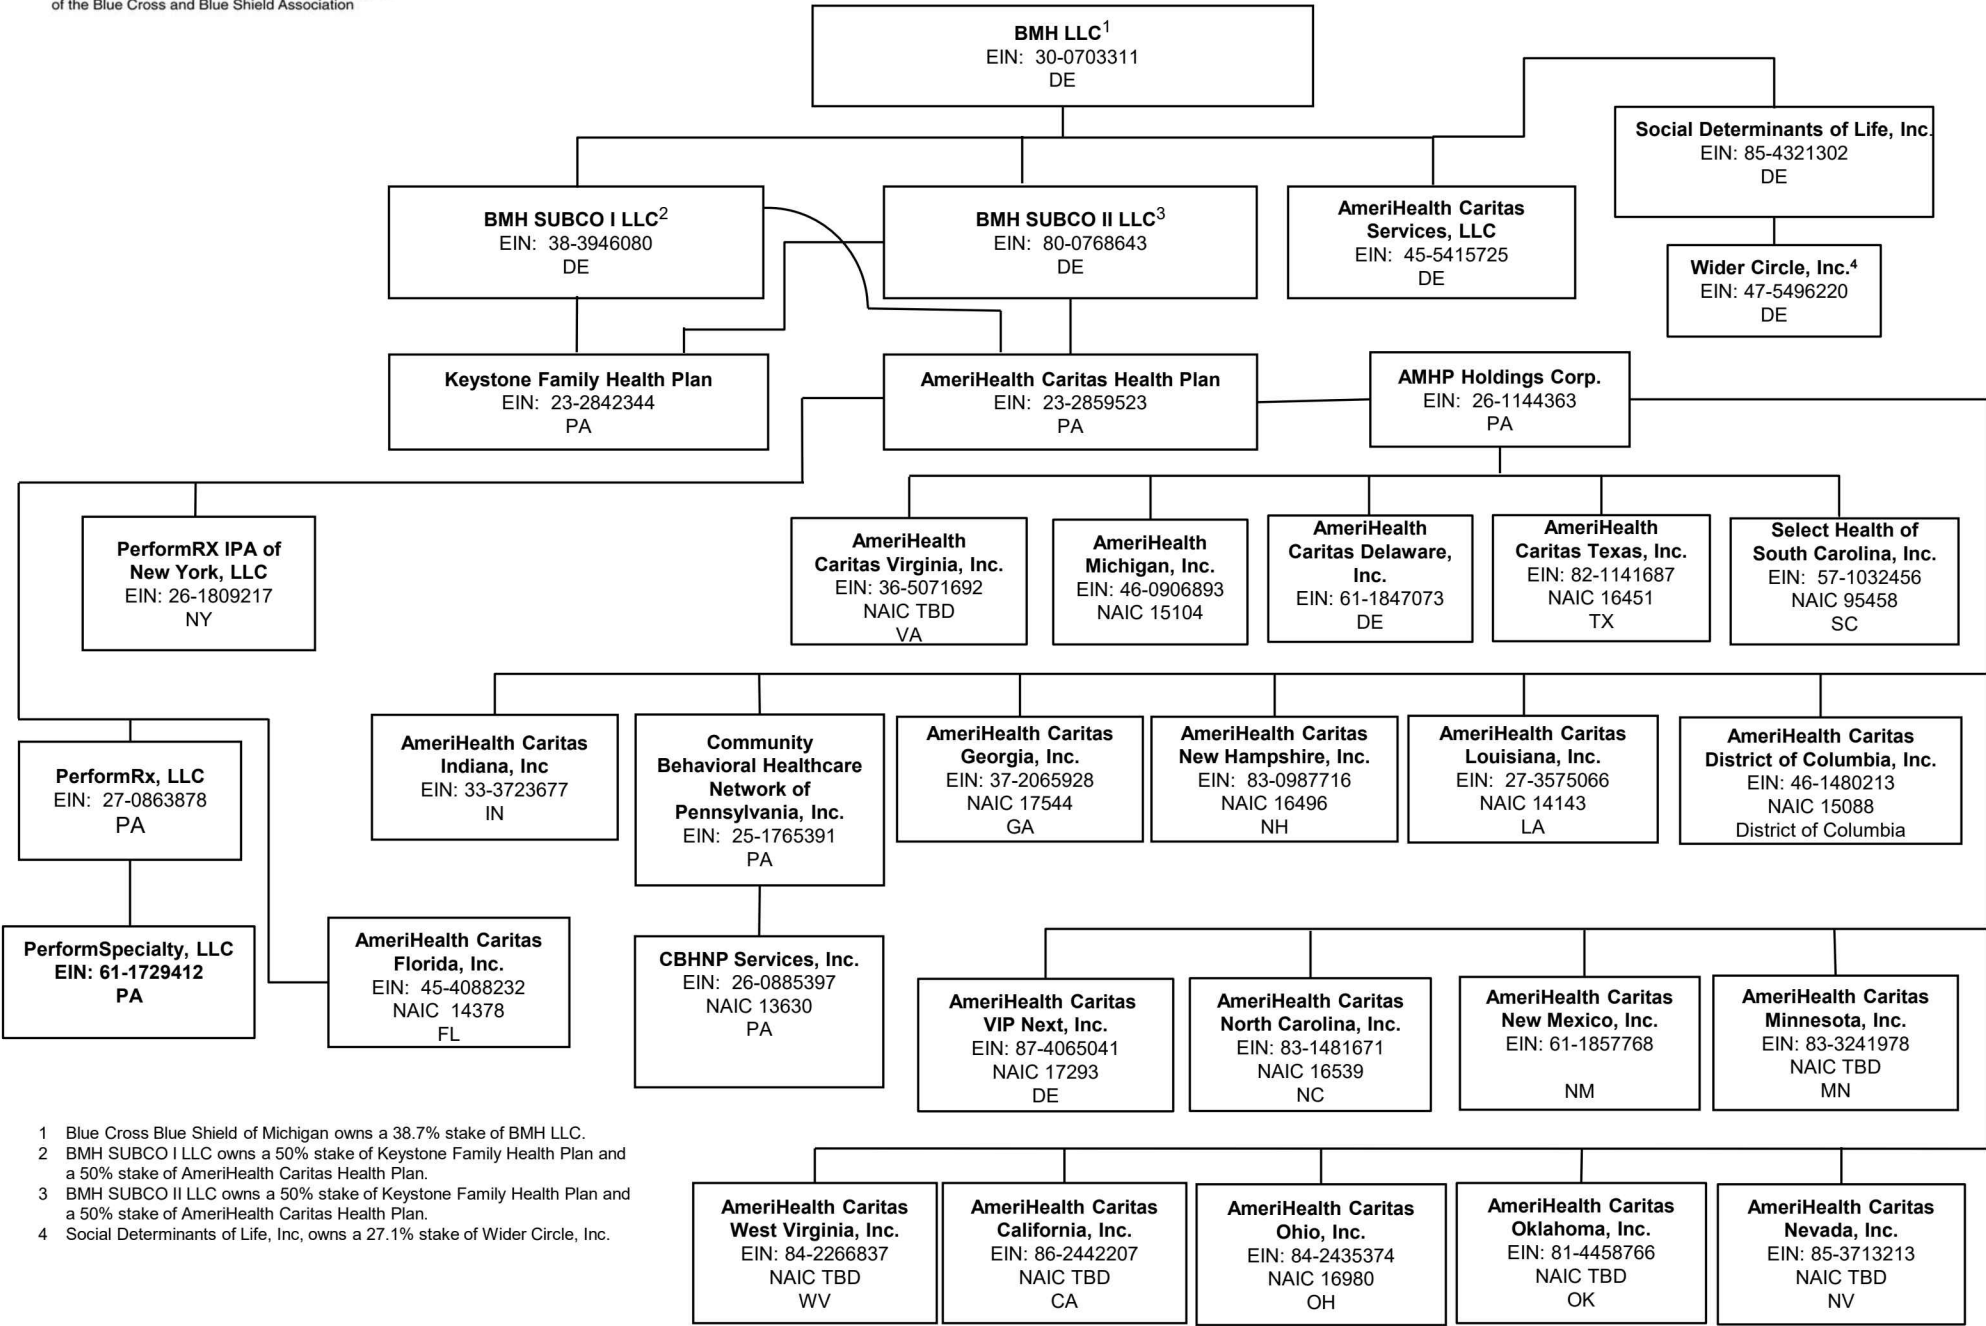 of the Blue Cross and Blue Shield Association
BMH LLC1
EIN: 30-0703311
DE
Social Determinants of Life, Inc.
EIN: 85-4321302
DE
BMH SUBCO I LLC2
EIN: 38-3946080
DE
BMH SUBCO II LLC3
EIN: 80-0768643
DE
AmeriHealth Caritas
Services, LLC
EIN: 45-5415725
DE
Wider Circle, Inc.4
EIN: 47-5496220
DE
Keystone Family Health Plan
EIN: 23-2842344
PA
AmeriHealth Caritas Health Plan
EIN: 23-2859523
PA
AMHP Holdings Corp.
EIN: 26-1144363
PA
PerformRX IPA of
New York, LLC
EIN: 26-1809217
NY
AmeriHealth
Caritas Virginia, Inc.
EIN: 36-5071692
NAIC TBD
VA
AmeriHealth
Michigan, Inc.
EIN: 46-0906893
NAIC 15104
AmeriHealth
Caritas Delaware,
Inc.
EIN: 61-1847073
DE
AmeriHealth
Caritas Texas, Inc.
EIN: 82-1141687
NAIC 16451
TX
Select Health of
South Carolina, Inc.
EIN: 57-1032456
NAIC 95458
SC
PerformRx, LLC
EIN: 27-0863878
PA
AmeriHealth Caritas
Indiana, Inc
EIN: 33-3723677
IN
Community
Behavioral Healthcare
Network of
Pennsylvania, Inc.
EIN: 25-1765391
PA
AmeriHealth Caritas
Georgia, Inc.
EIN: 37-2065928
NAIC 17544
GA
AmeriHealth Caritas
New Hampshire, Inc.
EIN: 83-0987716
NAIC 16496
NH
AmeriHealth Caritas
Louisiana, Inc.
EIN: 27-3575066
NAIC 14143
LA
AmeriHealth Caritas
District of Columbia, Inc.
EIN: 46-1480213
NAIC 15088
District of Columbia
PerformSpecialty, LLC
EIN: 61-1729412
PA
AmeriHealth Caritas
Florida, Inc.
EIN: 45-4088232
NAIC 14378
FL
CBHNP Services, Inc.
EIN: 26-0885397
NAIC 13630
PA
AmeriHealth Caritas
VIP Next, Inc.
EIN: 87-4065041
NAIC 17293
DE
AmeriHealth Caritas
North Carolina, Inc.
EIN: 83-1481671
NAIC 16539
NC
AmeriHealth Caritas
New Mexico, Inc.
EIN: 61-1857768
NM
AmeriHealth Caritas
Minnesota, Inc.
EIN: 83-3241978
NAIC TBD
MN
AmeriHealth Caritas
West Virginia, Inc.
EIN: 84-2266837
NAIC TBD
WV
AmeriHealth Caritas
California, Inc.
EIN: 86-2442207
NAIC TBD
CA
AmeriHealth Caritas
Ohio, Inc.
EIN: 84-2435374
NAIC 16980
OH
AmeriHealth Caritas
Oklahoma, Inc.
EIN: 81-4458766
NAIC TBD
OK
AmeriHealth Caritas
Nevada, Inc.
EIN: 85-3713213
NAIC TBD
NV
1 Blue Cross Blue Shield of Michigan owns a 38.7% stake of BMH LLC.
2 BMH SUBCO I LLC owns a 50% stake of Keystone Family Health Plan and
a 50% stake of AmeriHealth Caritas Health Plan.
3 BMH SUBCO II LLC owns a 50% stake of Keystone Family Health Plan and
a 50% stake of AmeriHealth Caritas Health Plan.
4 Social Determinants of Life, Inc, owns a 27.1% stake of Wider Circle, Inc.